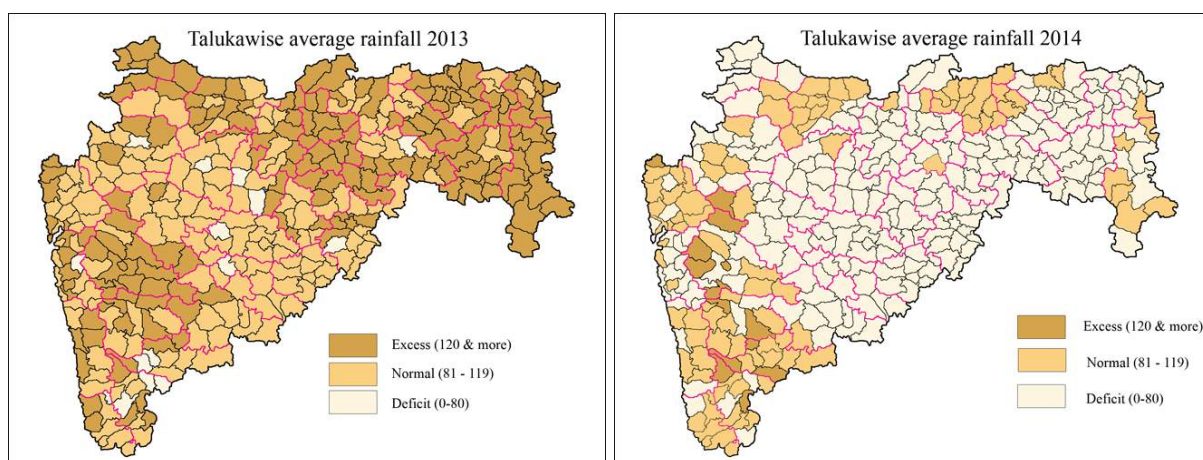 Talukawise average rainfall 2013
Excess (120 & more)
Normal (81 - 119)
Deficit (0-80)
Talukawise average rainfall 2014
Excess (120 & more)
Normal (81 - 119)
Deficit (0-80)